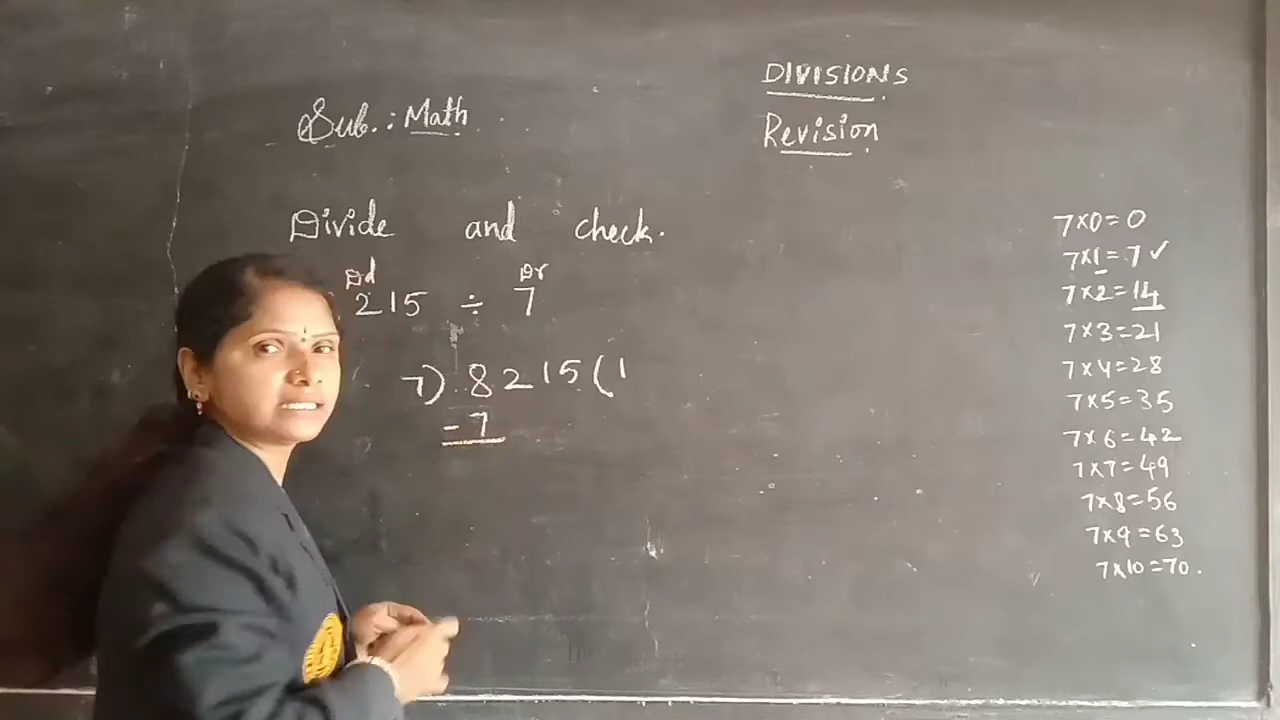 DIVISIONS
Sub.: Math
Revision
Divide and check.
Dd Dr
215 ÷ 7
7) 8215 (1
- 7
7×0=0
7×1=7 ✓
7×2=14
7×3=21
7×4=28
7×5=35
7×6=42
7×7=49
7×8=56
7×9=63
7×10=70.